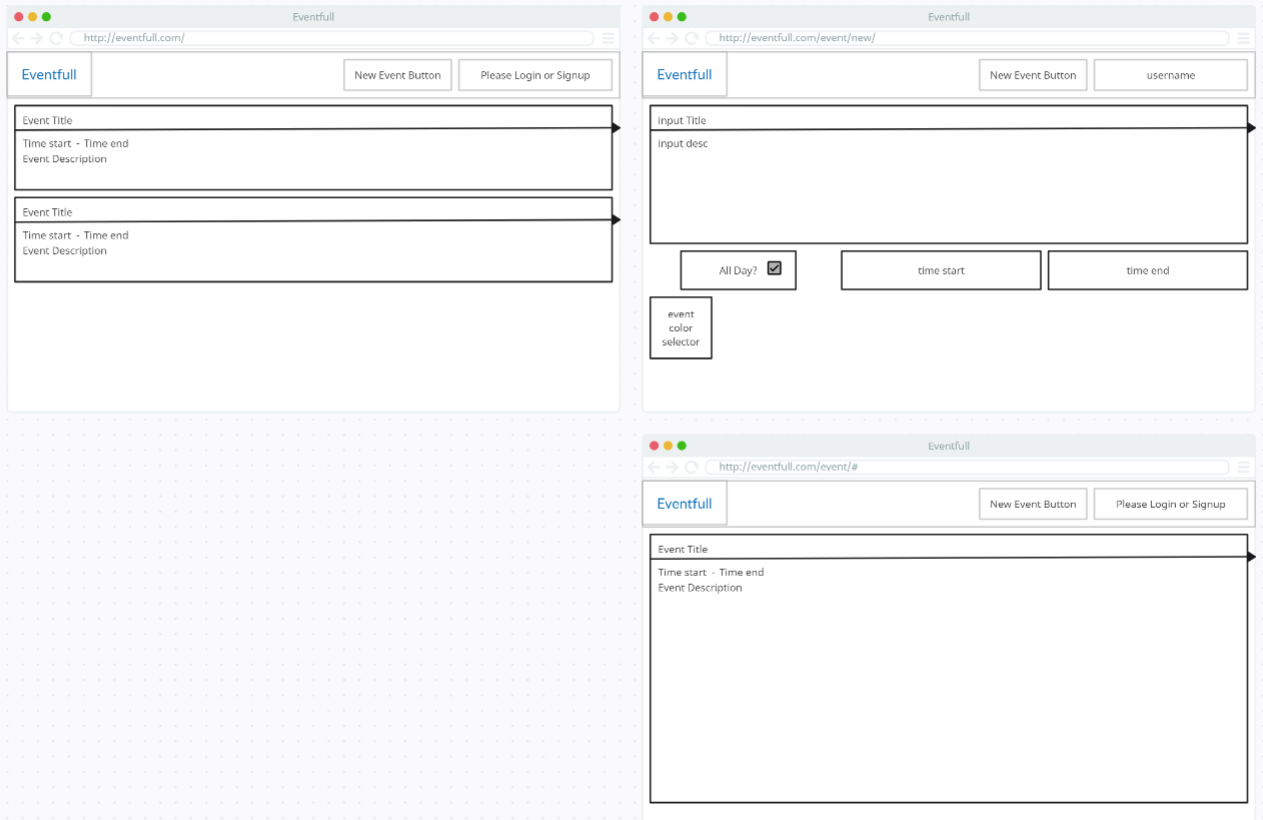 Eventfull
http://eventfull.com/
Eventfull
New Event Button
Please Login or Signup
Event Title
Time start - Time end
Event Description
Event Title
Time start - Time end
Event Description
Eventfull
http://eventfull.com/event/new/
Eventfull
New Event Button
username
input Title
input desc
All Day?
time start
time end
event
color
selector
Eventfull
http://eventfull.com/event/#
Eventfull
New Event Button
Please Login or Signup
Event Title
Time start - Time end
Event Description